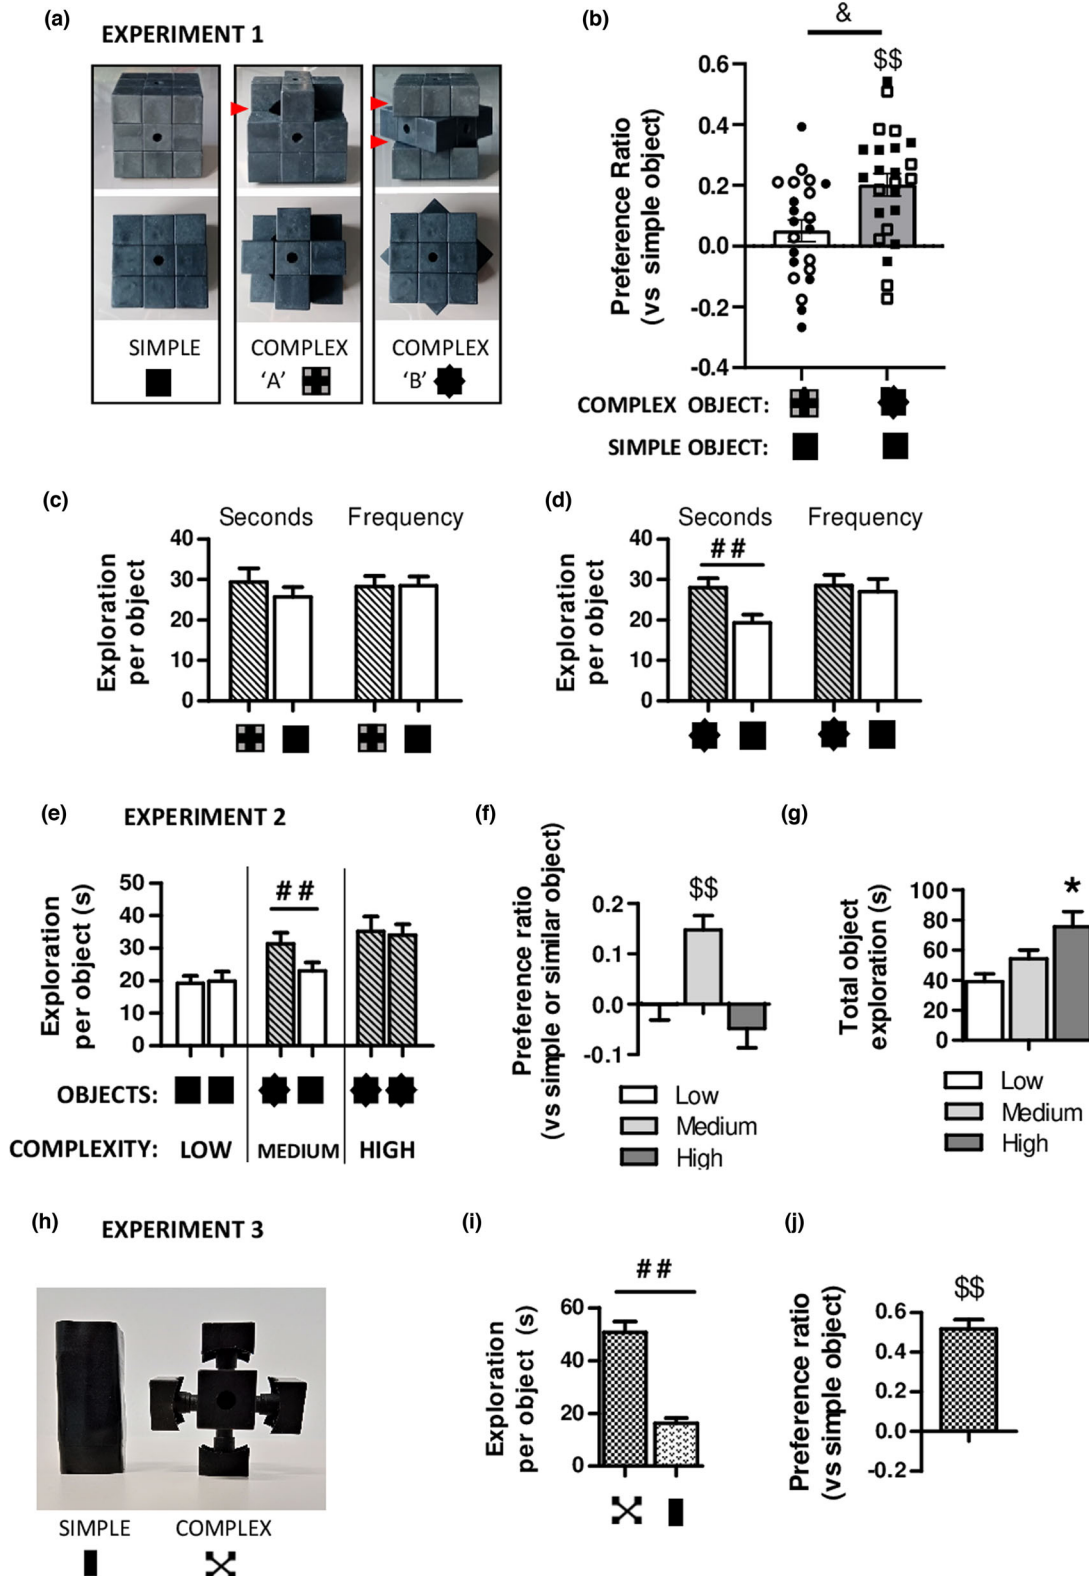 (a) EXPERIMENT 1
SIMPLE
COMPLEX
'A'
COMPLEX
'B'
(b)
&
$$
Preference Ratio
(vs simple object)
0.6
0.4
0.2
0.0
-0.2
-0.4
COMPLEX OBJECT:
SIMPLE OBJECT:
(c)
Seconds Frequency
Exploration
per object
40
30
20
10
0
(d)
Seconds Frequency
##
Exploration
per object
40
30
20
10
0
(e) EXPERIMENT 2
##
Exploration
per object (s)
50
40
30
20
10
0
OBJECTS:
COMPLEXITY: LOW MEDIUM HIGH
(f)
$$
Preference ratio
(vs simple or similar object)
0.2
0.1
0.0
-0.1
Low
Medium
High
(g)
*
Total object
exploration (s)
100
80
60
40
20
0
Low
Medium
High
(h) EXPERIMENT 3
SIMPLE COMPLEX
(i)
##
Exploration
per object (s)
60
40
20
0
(j)
$$
Preference ratio
(vs simple object)
0.6
0.4
0.2
0.0
-0.2